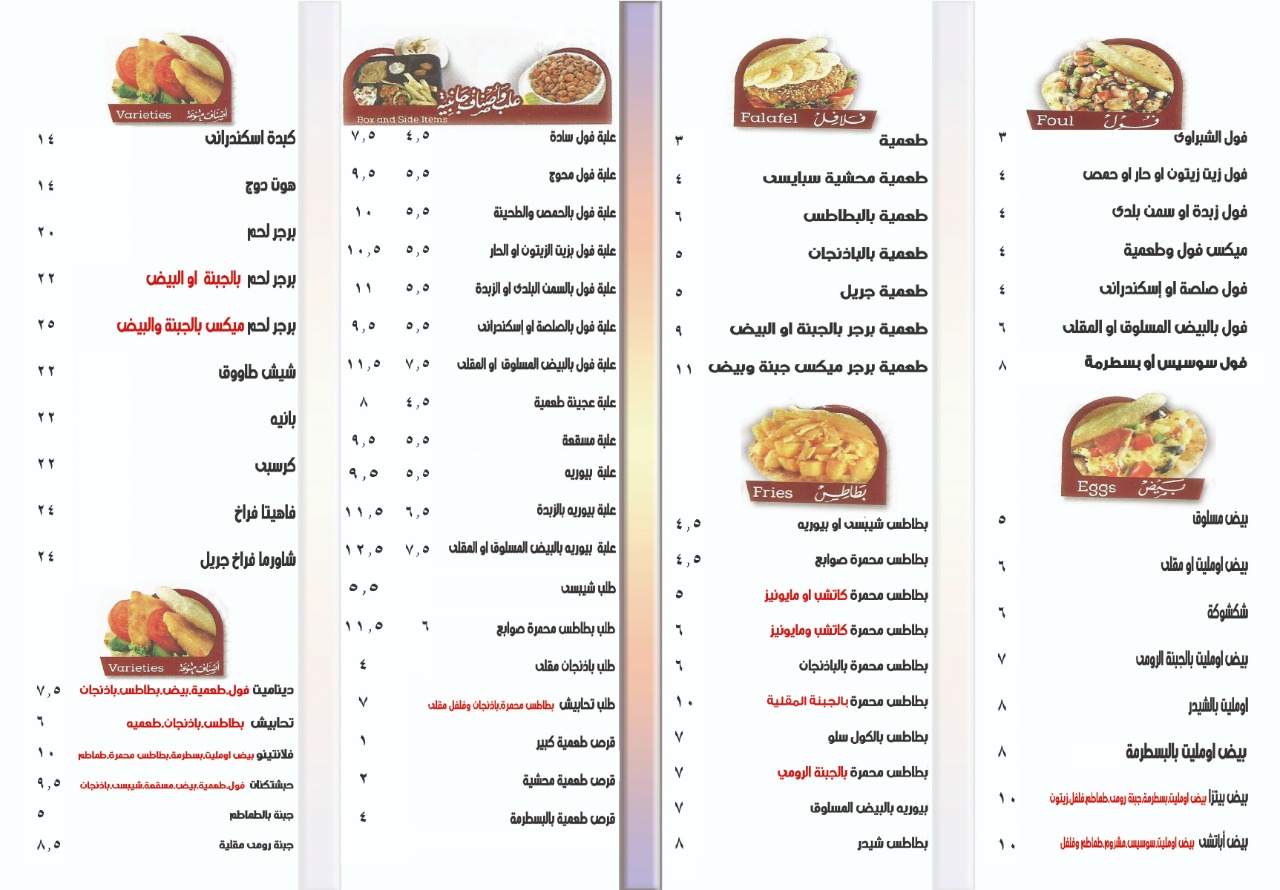 Foul فول
فول الشبراوى ٣
فول زيت زيتون او حار او حمص ٤
فول زبدة او سمن بلدى ٤
ميكس فول وطعمية ٤
فول صلصة او إسكندرانى ٤
فول بالبيض المسلوق او المقلى ٦
فول سوسيس أو بسطرمة ٨
Eggs بيض
بيض مسلوق ٥
بيض اومليت او مقلى ٦
شكشوكة ٦
بيض اومليت بالجبنة الرومى ٧
اومليت بالشيدر ٨
بيض اومليت بالبسطرمة ٨
بيض بيتزا بيض اومليت,بسطرمة,جبنة رومى,طماطم,فلفل,زيتون ١٠
بيض أباتشى بيض اومليت,سوسيس,مشروم,طماطم وفلفل ١٠
Falafel فلافل
طعمية ٣
طعمية محشية سبايسى ٤
طعمية بالبطاطس ٦
طعمية بالباذنجان ٥
طعمية جريل ٥
طعمية برجر بالجبنة او البيض ٩
طعمية برجر ميكس جبنة وبيض ١١
Fries بطاطس
بطاطس شيبسى او بيوريه ٤,٥
بطاطس محمرة صوابع ٤,٥
بطاطس محمرة كاتشب او مايونيز ٥
بطاطس محمرة كاتشب ومايونيز ٦
بطاطس محمرة بالباذنجان ٦
بطاطس محمرة بالجبنة المقلية ١٠
بطاطس بالكول سلو ٧
بطاطس محمرة بالجبنة الرومي ٧
بيوريه بالبيض المسلوق ٧
بطاطس شيدر ٨
علب وأصناف جانبية
Box and Side Items
علبة فول سادة ٤,٥ ٧,٥
علبة فول محوج ٥,٥ ٩,٥
علبة فول بالحمص والطحينة ٥,٥ ١٠
علبة فول بزيت الزيتون او الحار ٥,٥ ١٠,٥
علبة فول بالسمن البلدى او الزبدة ٥,٥ ١١
علبة فول بالصلصة او إسكندرانى ٥,٥ ٩,٥
علبة فول بالبيض المسلوق او المقلى ٧,٥ ١١,٥
علبة عجينة طعمية ٤,٥ ٨
علبة مسقعة ٥,٥ ٩,٥
علبة بيوريه ٥,٥ ٩,٥
علبة بيوريه بالزبدة ٦,٥ ١١,٥
علبة بيوريه بالبيض المسلوق او المقلى ٧,٥ ١٢,٥
طلب شيبسى ٥,٥
طلب بطاطس محمرة صوابع ٦ ١١,٥
طلب باذنجان مقلى ٤
طلب تحابيش بطاطس محمرة,باذنجان وفلفل مقلى ٧
قرص طعمية كبير ١
قرص طعمية محشية ٢
قرص طعمية بالبسطرمة ٤
Varieties أصناف متنوعة
كبدة اسكندرانى ١٤
هوت دوج ١٤
برجر لحم ٢٠
برجر لحم بالجبنة او البيض ٢٢
برجر لحم ميكس بالجبنة والبيض ٢٥
شيش طاووق ٢٢
بانيه ٢٢
كرسبى ٢٢
فاهيتا فراخ ٢٤
شاورما فراخ جريل ٢٤
Varieties أصناف متنوعة
ديناميت فول,طعمية,بيض,بطاطس,باذنجان ٧,٥
تحابيش بطاطس,باذنجان,طعميه ٦
فلانتينو بيض اومليت,بسطرمة,بطاطس محمرة,طماطم ١٠
حبشتكنات فول,طعمية,بيض,مسقعة,شيبسى,باذنجان ٩,٥
جبنة بالطماطم ٥
جبنة رومى مقلية ٨,٥